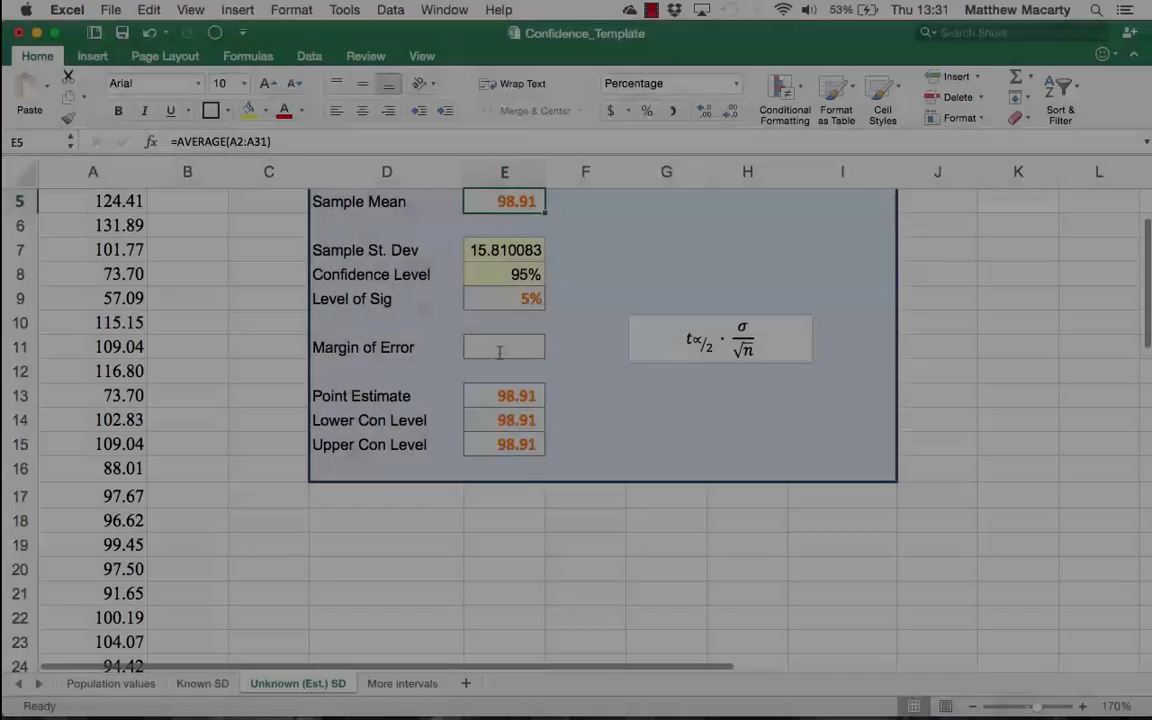 Excel File Edit View Insert Format Tools Data Window Help 53% Thu 13:31 Matthew Macarty
Confidence_Template Search Sheet
Home Insert Page Layout Formulas Data Review View
Paste Arial 10 Wrap Text Percentage Insert
B I U Merge & Center $ % Conditional Formatting Format as Table Cell Styles Delete Format Sort & Filter
E5 fx =AVERAGE(A2:A31)
A B C D E F G H I J K L
5 124.41 Sample Mean 98.91
6 131.89
7 101.77 Sample St. Dev 15.810083
8 73.70 Confidence Level 95%
9 57.09 Level of Sig 5%
10 115.15
11 109.04 Margin of Error t∝/2 · σ/√n
12 116.80
13 73.70 Point Estimate 98.91
14 102.83 Lower Con Level 98.91
15 109.04 Upper Con Level 98.91
16 88.01
17 97.67
18 96.62
19 99.45
20 97.50
21 91.65
22 100.19
23 104.07
24 94.42
Population values Known SD Unknown (Est.) SD More intervals +
Ready 170%